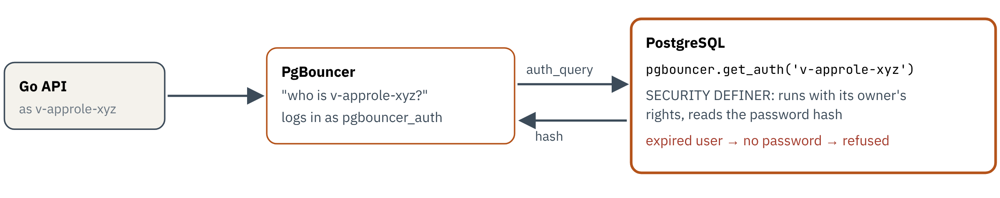 Go API
as v-approle-xyz
PgBouncer
"who is v-approle-xyz?"
logs in as pgbouncer_auth
auth_query
hash
PostgreSQL
pgbouncer.get_auth('v-approle-xyz')
SECURITY DEFINER: runs with its owner's
rights, reads the password hash
expired user → no password → refused